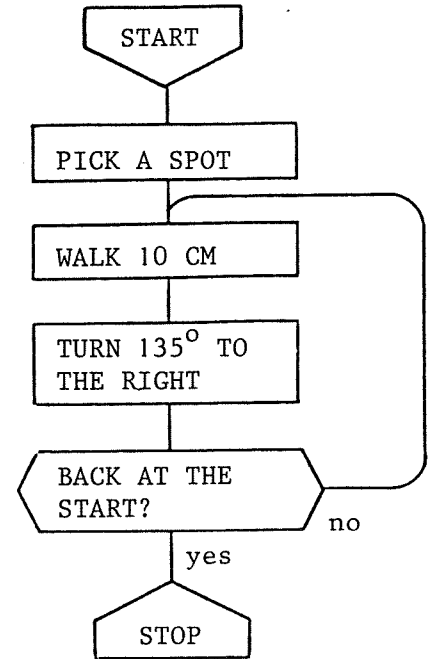 START
PICK A SPOT
WALK 10 CM
TURN 135° TO
THE RIGHT
BACK AT THE
START?
no
yes
STOP